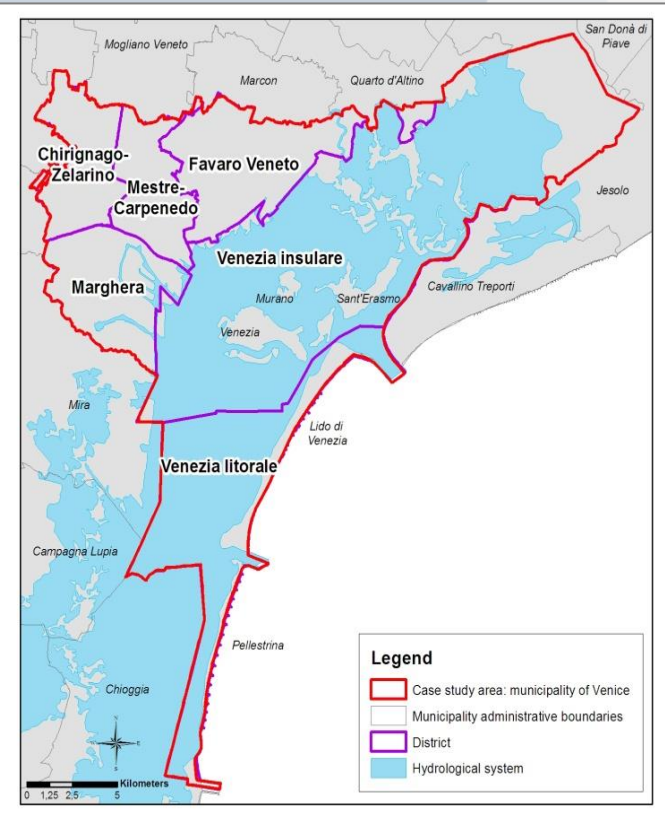 San Donà di
Piave
Mogliano Veneto
Marcon
Quarto d'Altino
Chirignago-
Zelarino
Favaro Veneto
Mestre-
Carpenedo
Jesolo
Venezia insulare
Marghera
Murano
Sant'Erasmo
Cavallino Treporti
Venezia
Mira
Lido di
Venezia
Venezia litorale
Campagna Lupia
Pellestrina
Chioggia
Legend
Case study area: municipality of Venice
Municipality administrative boundaries
District
Hydrological system
N
W
E
S
Kilometers
0 1,25 2,5 5